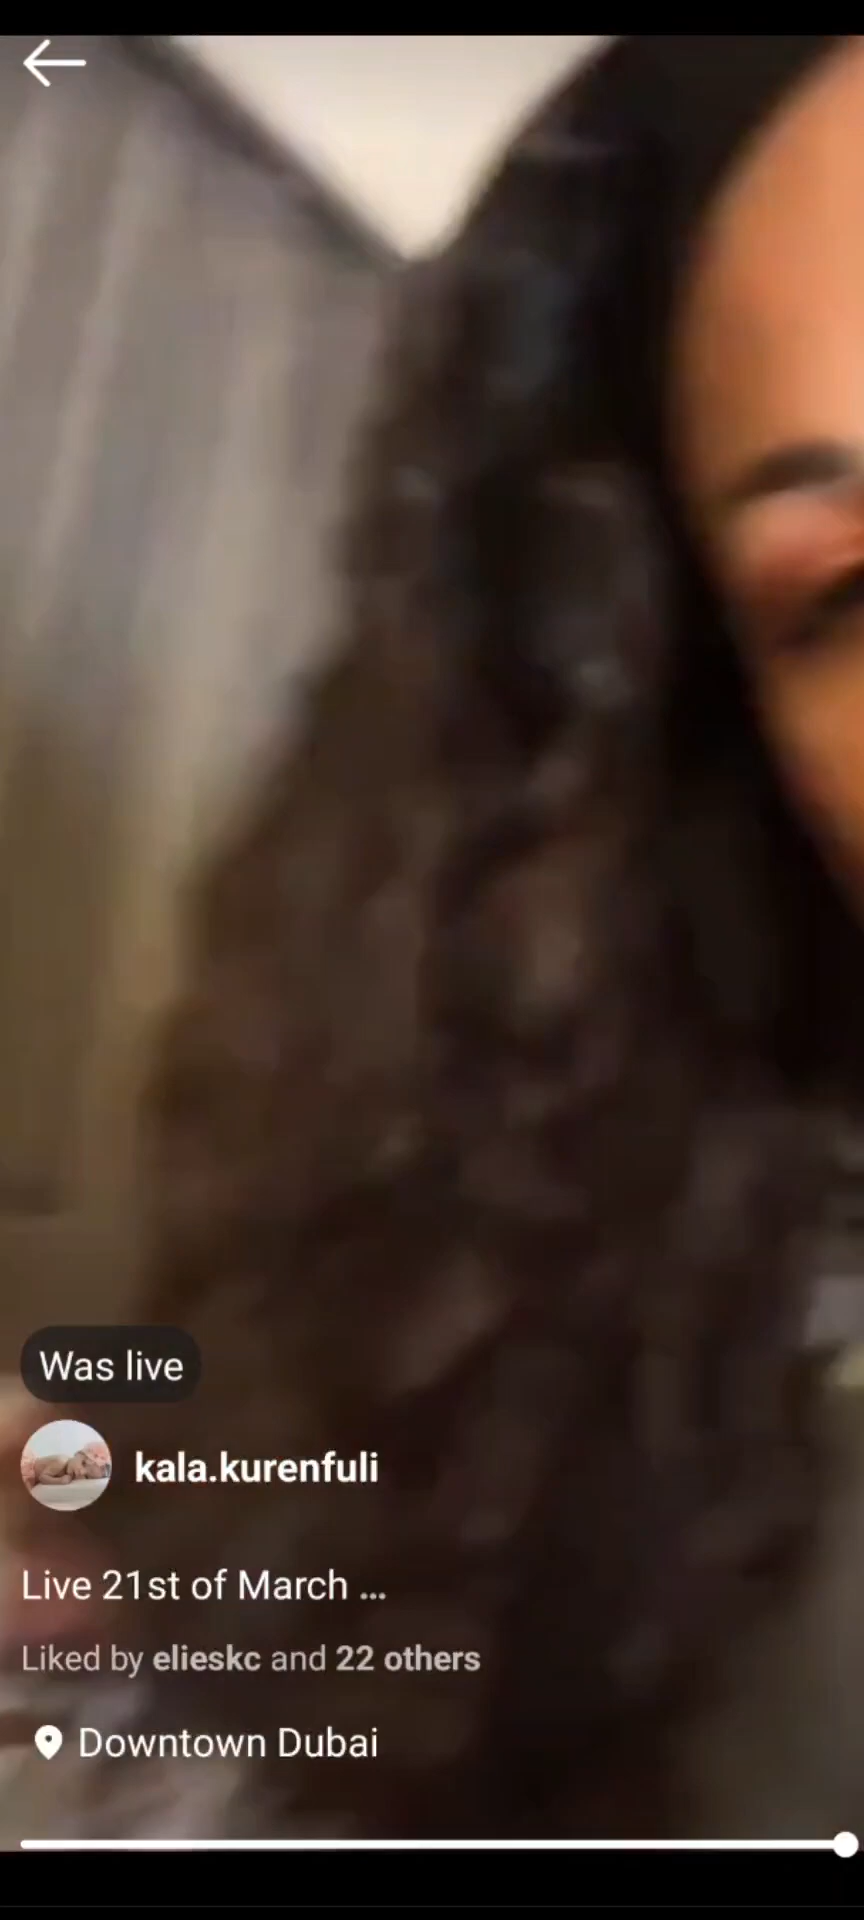 Was live
kala.kurenfuli
Live 21st of March ...
Liked by elieskc and 22 others
Downtown Dubai